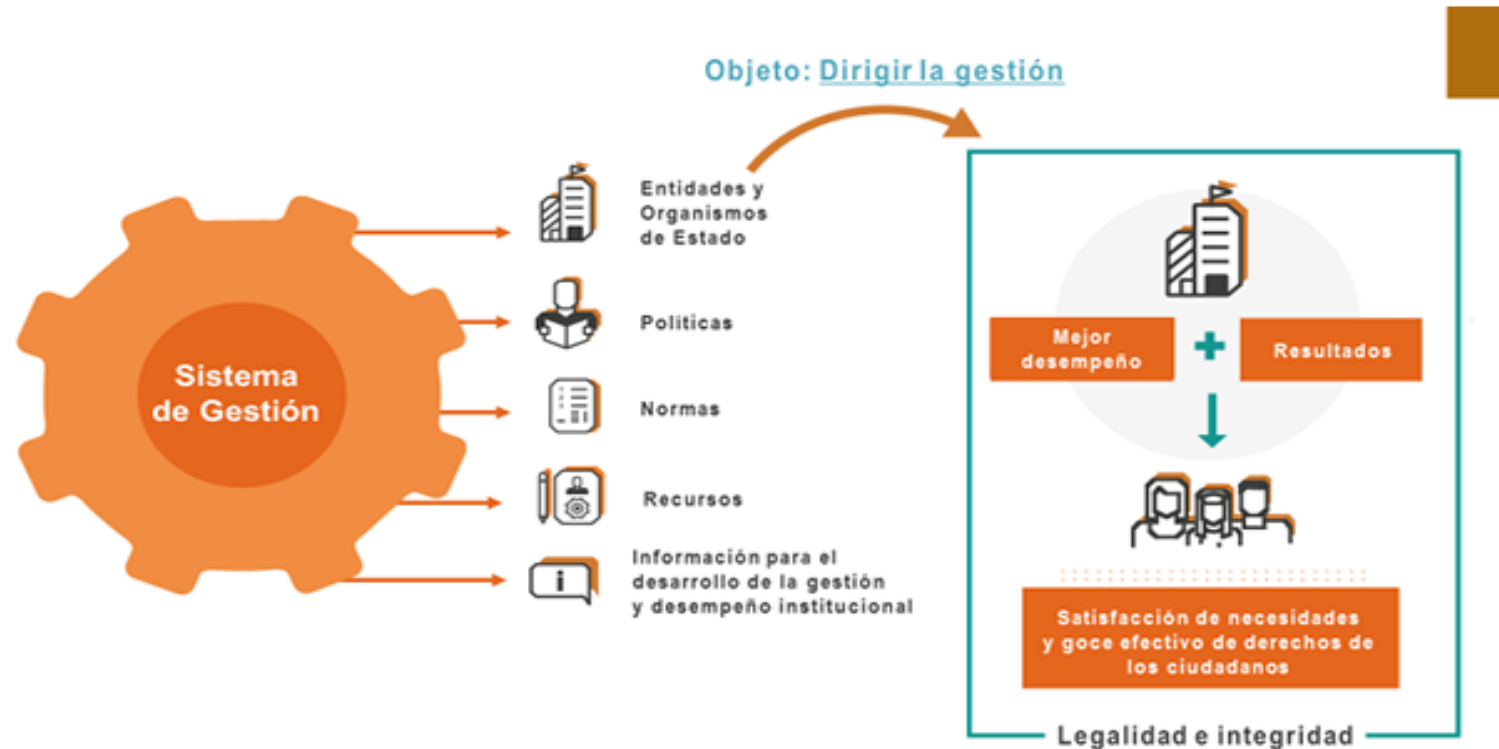 Objeto: Dirigir la gestión
Sistema
de Gestión
Entidades y
Organismos
de Estado
Políticas
Normas
Recursos
Información para el
desarrollo de la gestión
y desempeño institucional
Mejor
desempeño
+
Resultados
Satisfacción de necesidades
y goce efectivo de derechos de
los ciudadanos
Legalidad e integridad